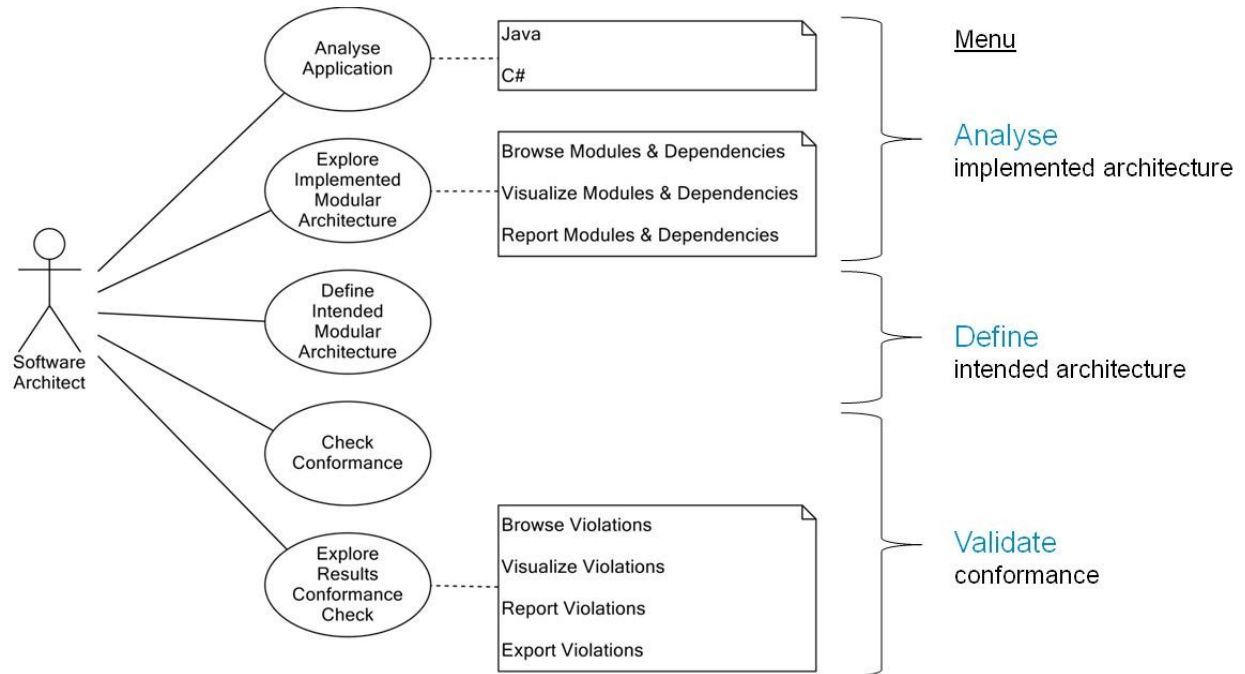 Analyse
Application
Java
C#
Menu
Analyse
implemented architecture
Explore
Implemented
Modular
Architecture
Browse Modules & Dependencies
Visualize Modules & Dependencies
Report Modules & Dependencies
Software
Architect
Define
Intended
Modular
Architecture
Define
intended architecture
Check
Conformance
Explore
Results
Conformance
Check
Browse Violations
Visualize Violations
Report Violations
Export Violations
Validate
conformance